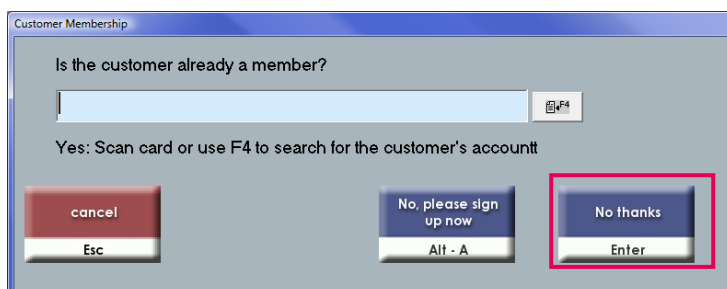 Customer Membership
Is the customer already a member?
F4
Yes: Scan card or use F4 to search for the customer's accountt
cancel
Esc
No, please sign
up now
Alt - A
No thanks
Enter